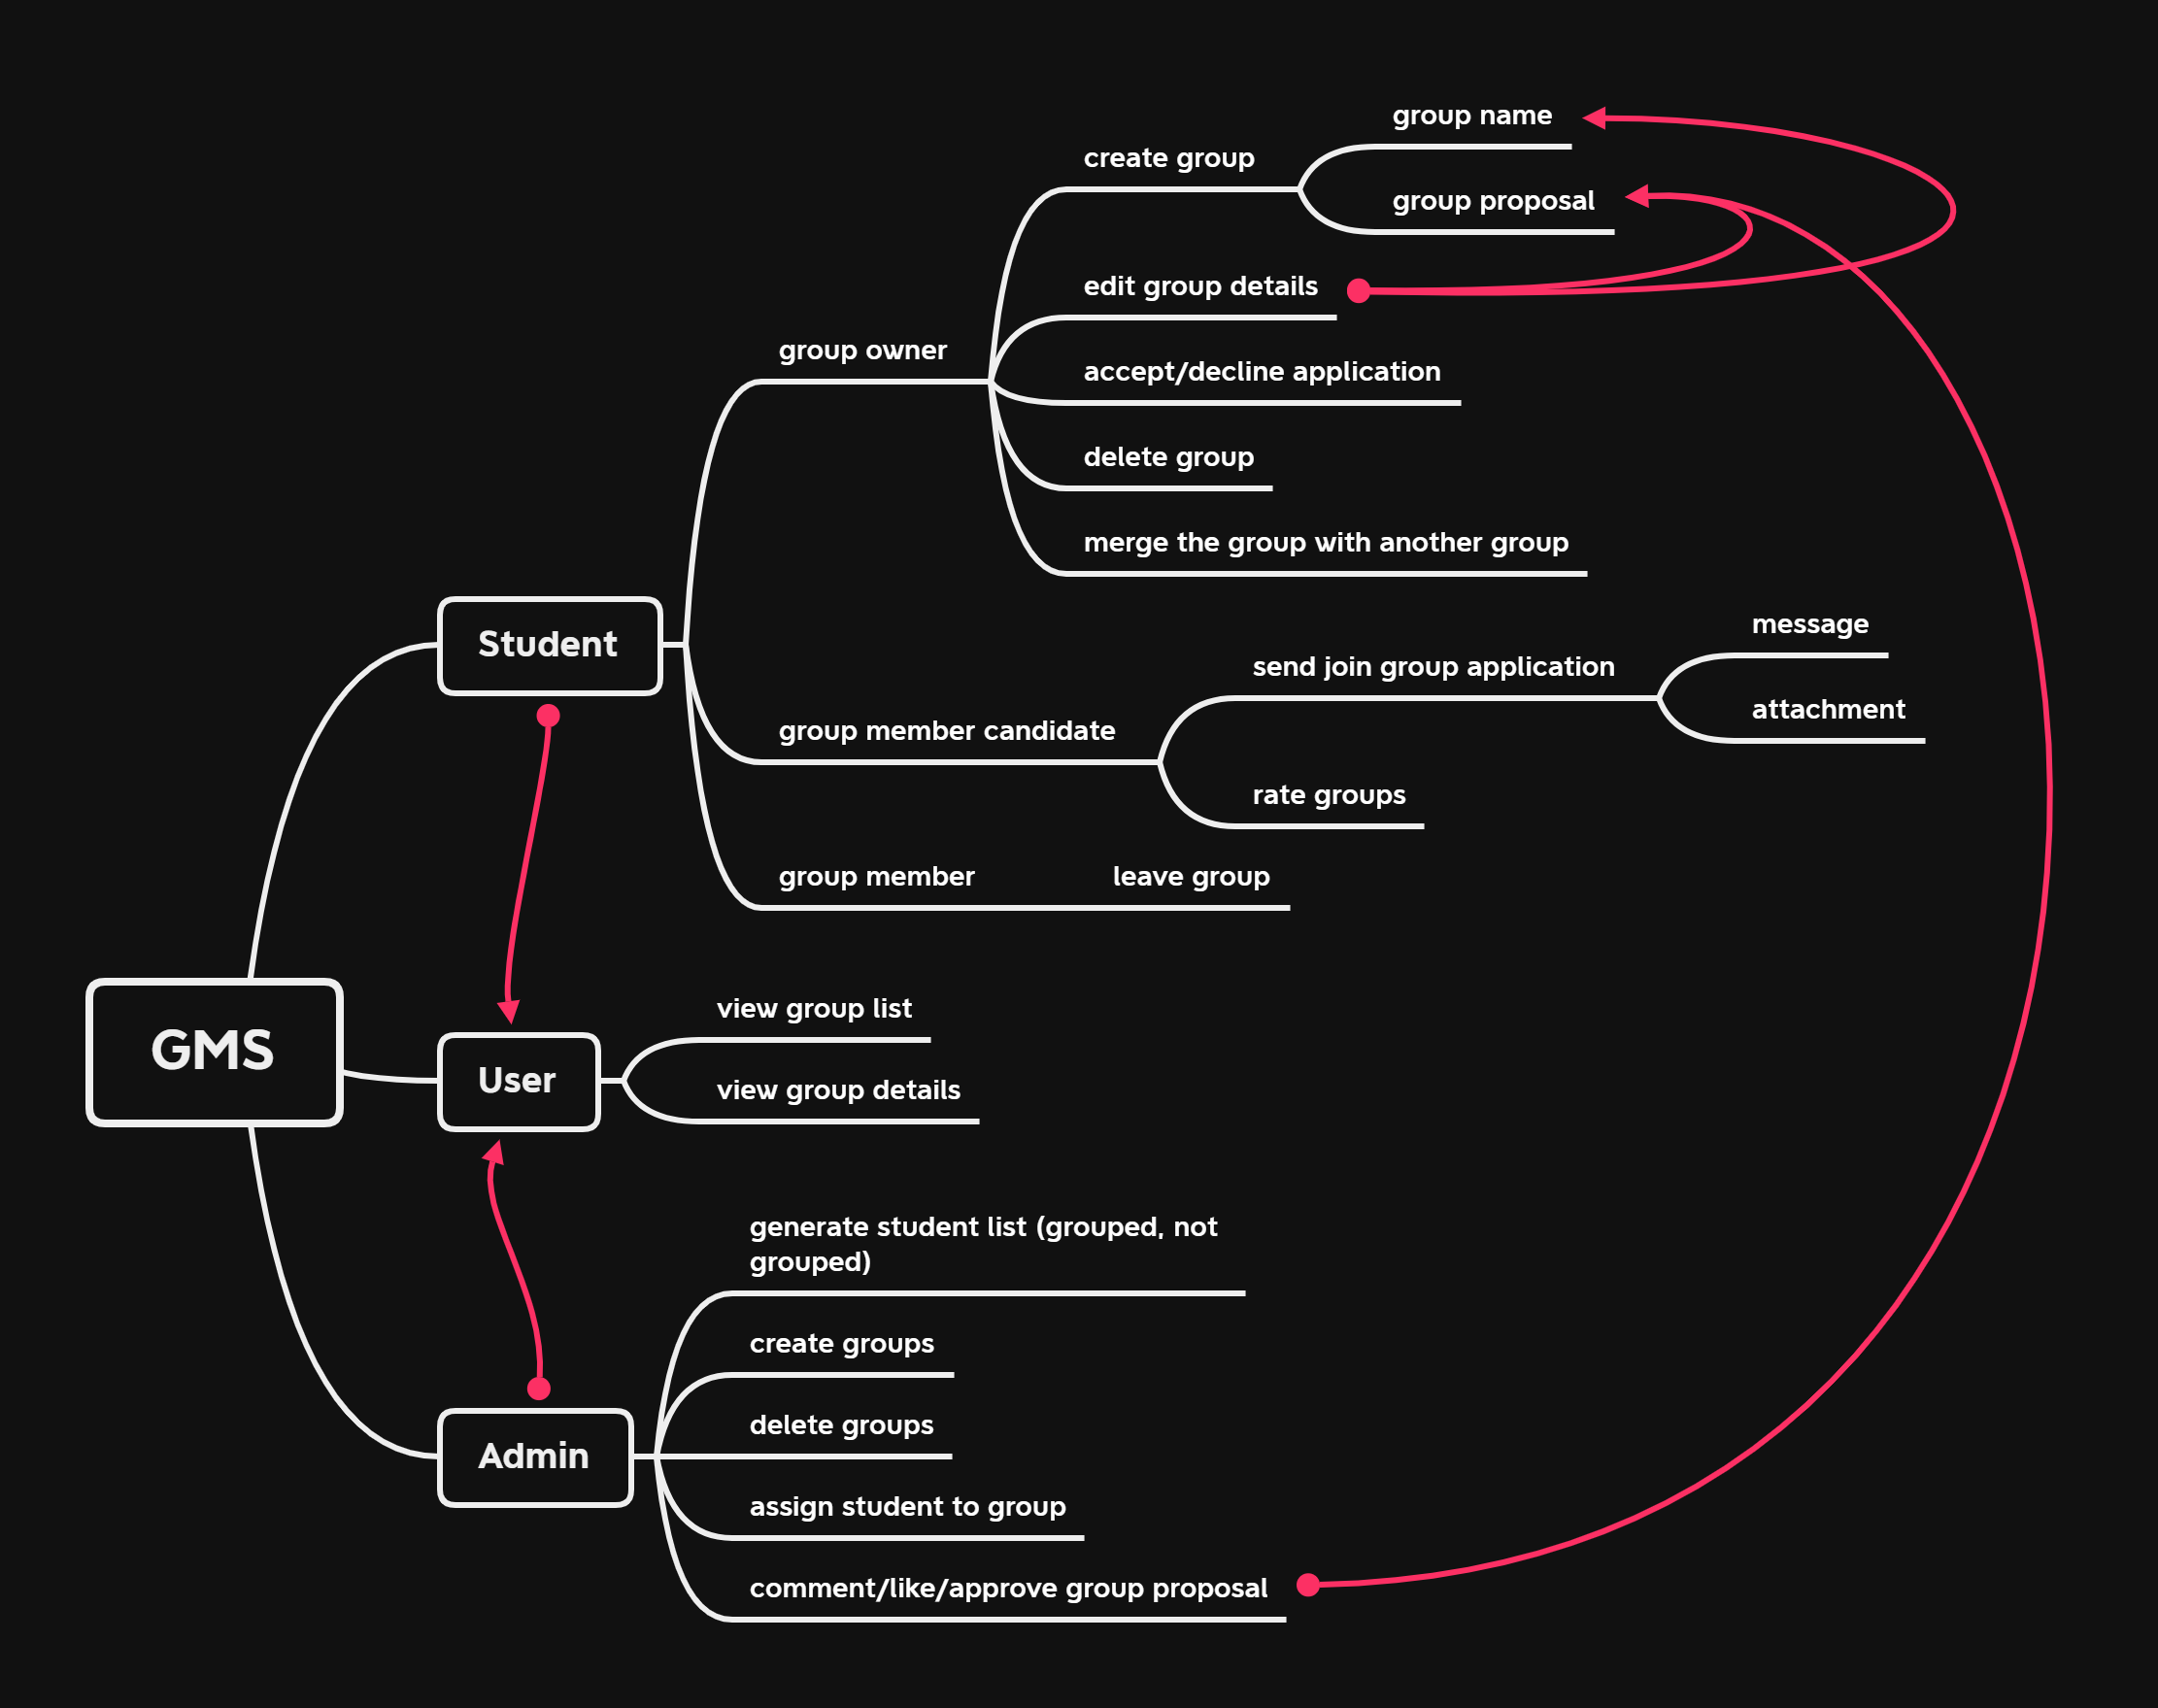 group name
create group
group proposal
edit group details
group owner
accept/decline application
delete group
merge the group with another group
Student
message
send join group application
attachment
group member candidate
rate groups
group member
leave group
GMS
view group list
User
view group details
generate student list (grouped, not
grouped)
create groups
delete groups
Admin
assign student to group
comment/like/approve group proposal